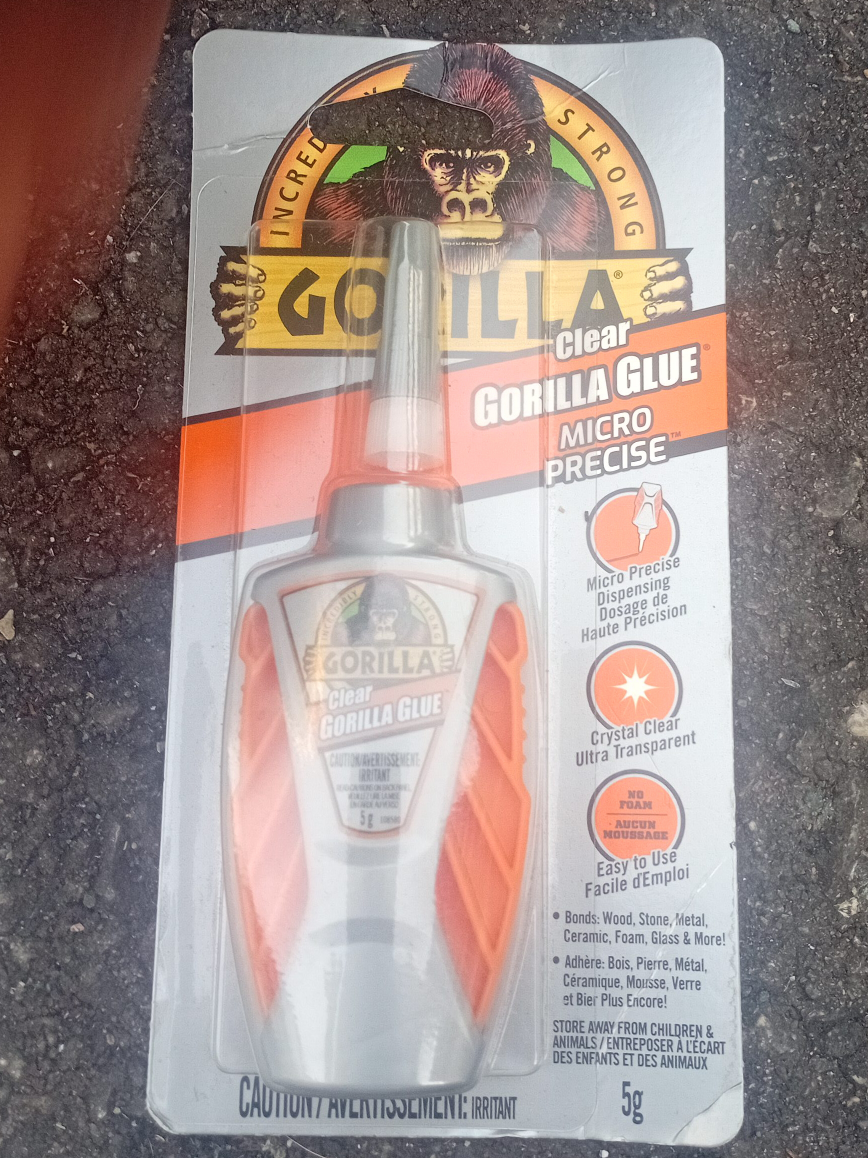 STRONG
GORILLA®
Clear
GORILLA GLUE®
MICRO
PRECISE™
Micro Precise
Dispensing
Dosage de
Haute Précision
Crystal Clear
Ultra Transparent
NO
FOAM
AUCUN
MOUSSAGE
Easy to Use
Facile d'Emploi
• Bonds: Wood, Stone, Metal,
Ceramic, Foam, Glass & More!
• Adhère: Bois, Pierre, Métal,
Céramique, Mousse, Verre
et Bier Plus Encore!
STORE AWAY FROM CHILDREN &
ANIMALS / ENTREPOSER À L'ÉCART
DES ENFANTS ET DES ANIMAUX
5g
INCREDIBLY STRONG
GORILLA
Clear
GORILLA GLUE
CAUTION/AVERTISSEMENT:
IRRITANT
5g
CAUTION / AVERTISSEMENT: IRRITANT